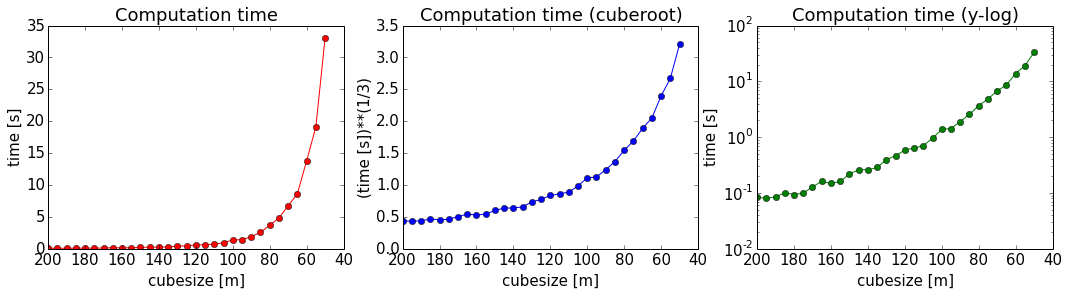 Computation time
35
30
25
20
15
10
5
0
time [s]
200 180 160 140 120 100 80 60 40
cubesize [m]
Computation time (cuberoot)
3.5
3.0
2.5
2.0
1.5
1.0
0.5
0.0
(time [s])**(1/3)
200 180 160 140 120 100 80 60 40
cubesize [m]
Computation time (y-log)
10²
10¹
10⁰
10⁻¹
10⁻²
time [s]
200 180 160 140 120 100 80 60 40
cubesize [m]